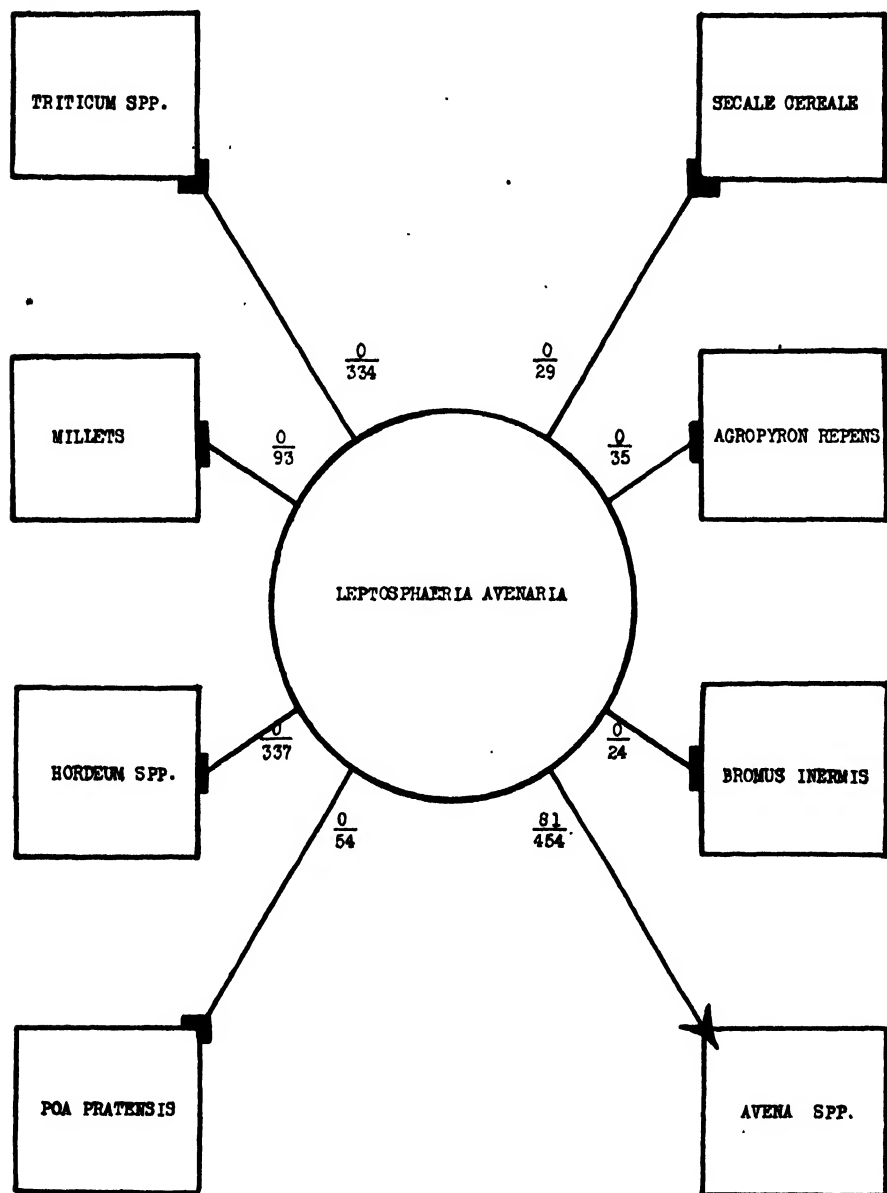 TRITICUM SPP.
SECALE CEREALE
0
334
0
29
MILLETS
0
93
0
35
AGROPYRON REPENS
LEPTOSPHAERIA AVENARIA
HORDEUM SPP.
0
337
0
24
BROMUS INERMIS
0
54
81
454
POA PRATENSIS
AVENA SPP.